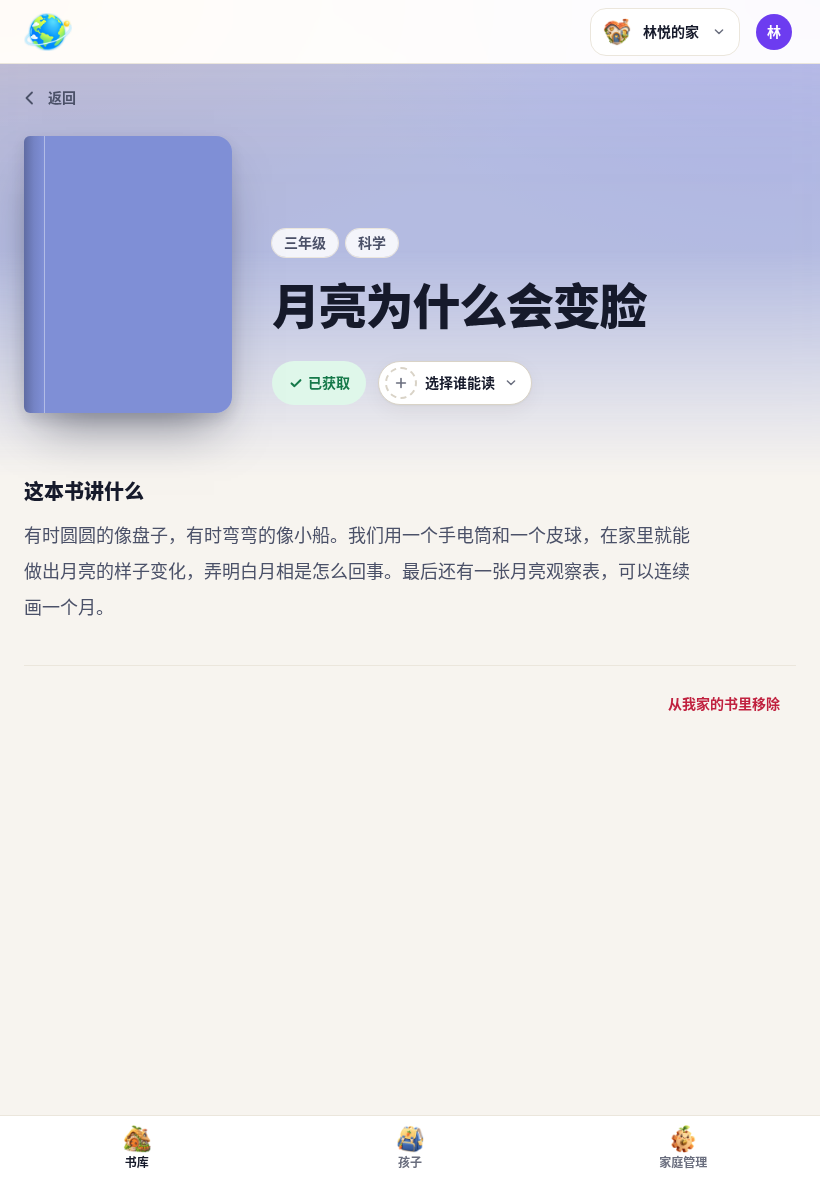 林悦的家
林
返回
三年级
科学
月亮为什么会变脸
已获取
选择谁能读
这本书讲什么
有时圆圆的像盘子，有时弯弯的像小船。我们用一个手电筒和一个皮球，在家里就能
做出月亮的样子变化，弄明白月相是怎么回事。最后还有一张月亮观察表，可以连续
画一个月。
从我家的书里移除
书库
孩子
家庭管理